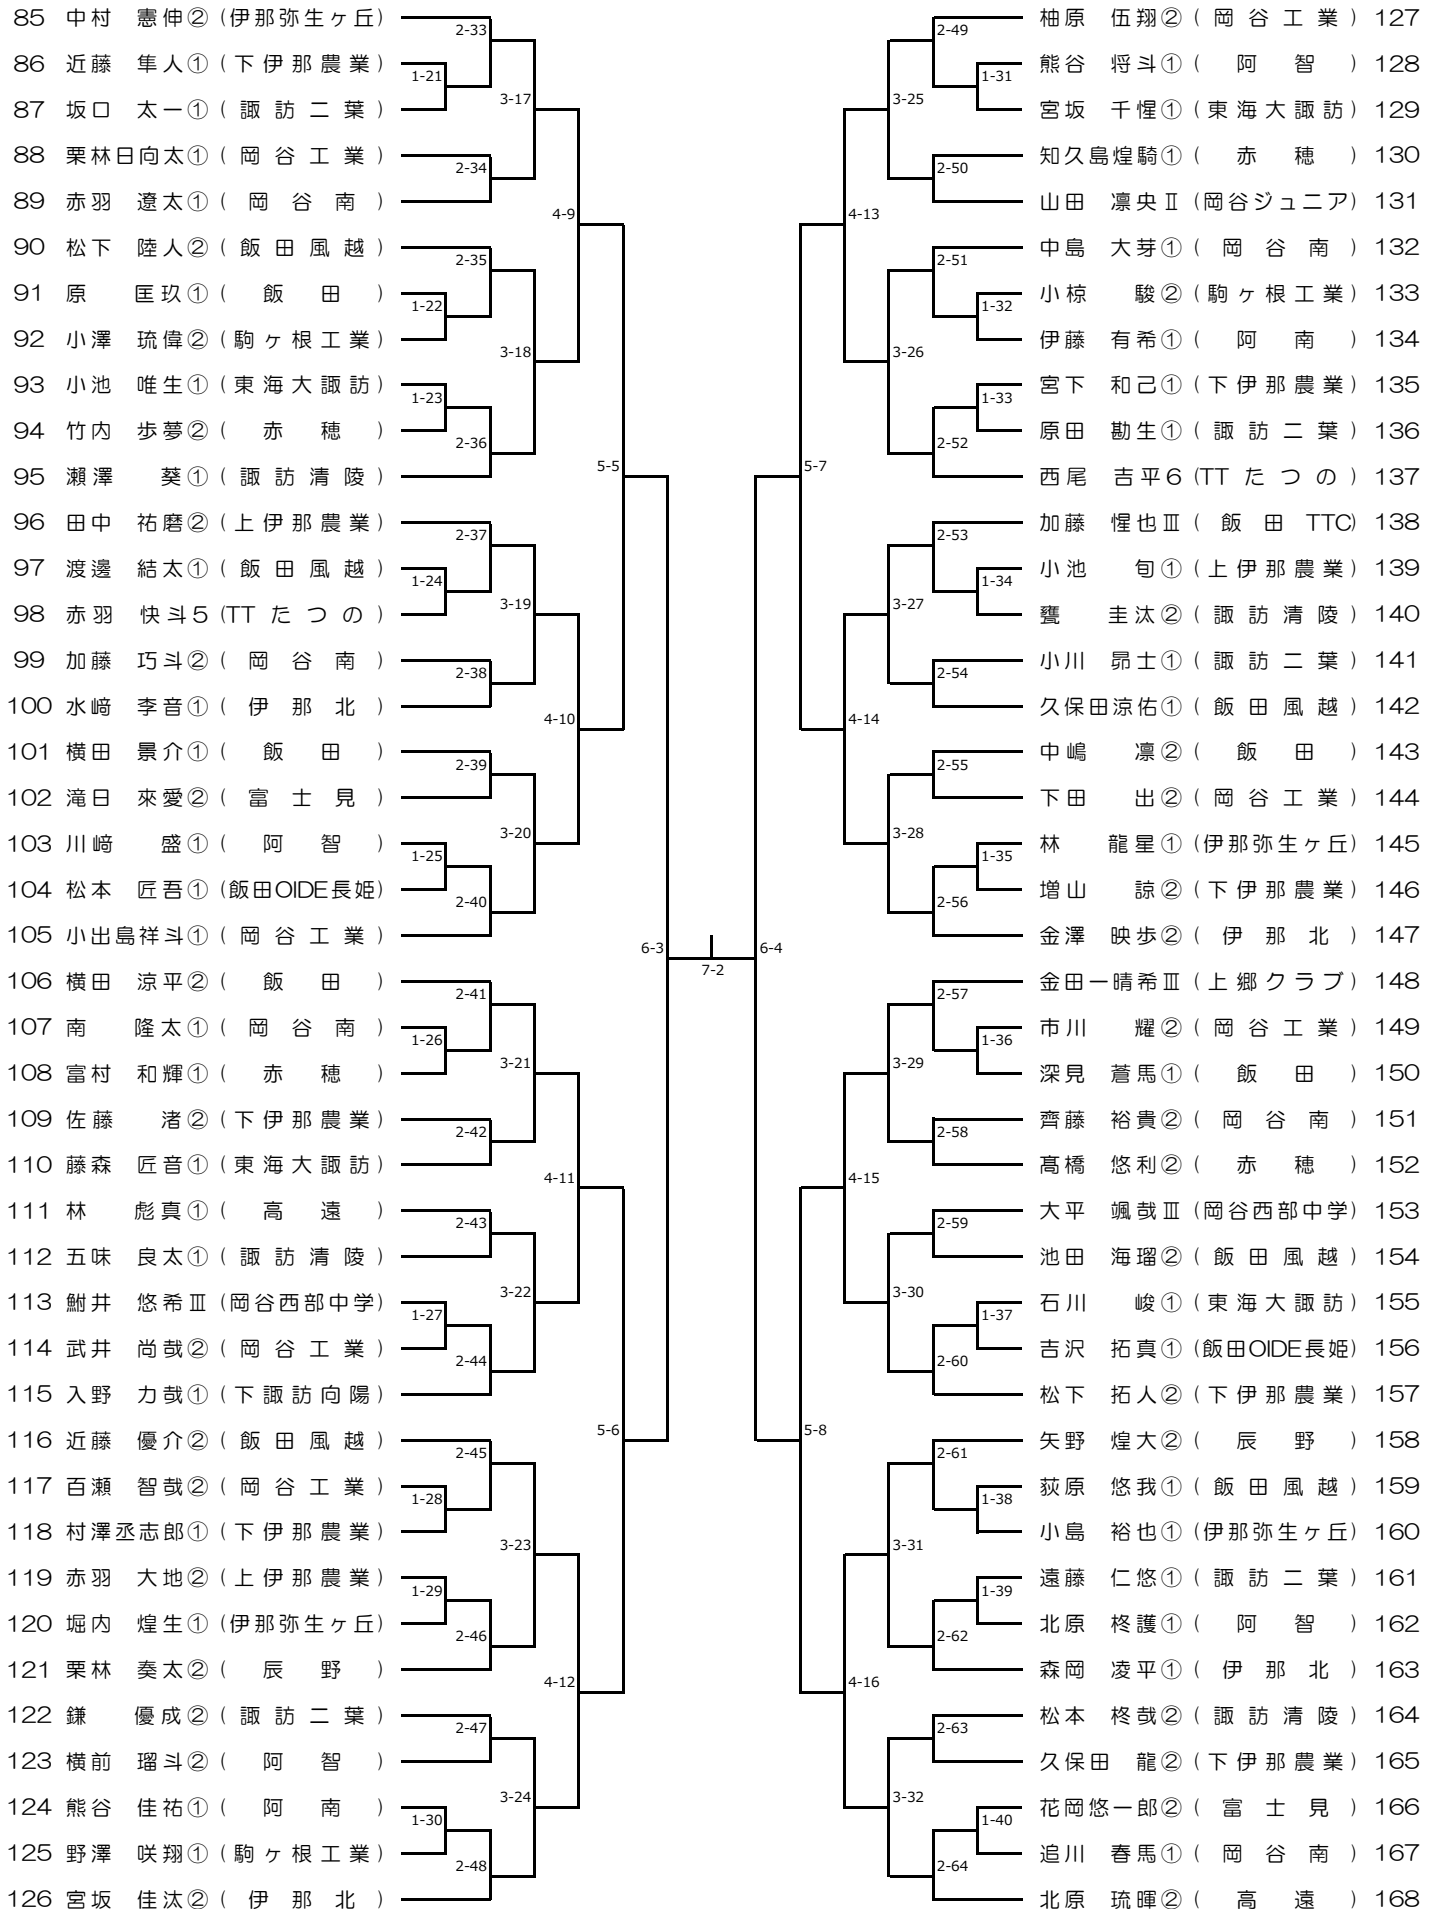 85 中村 憲伸② (伊那弥生ヶ丘)
86 近藤 隼人① (下伊那農業)
87 坂口 太一① (諏訪二葉)
88 栗林日向太① (岡谷工業)
89 赤羽 遼太① (岡谷南)
90 松下 陸人② (飯田風越)
91 原 匡玖① (飯田)
92 小澤 琉偉② (駒ヶ根工業)
93 小池 唯生① (東海大諏訪)
94 竹内 歩夢② (赤穂)
95 瀬澤 葵① (諏訪清陵)
96 田中 祐磨② (上伊那農業)
97 渡邊 結太① (飯田風越)
98 赤羽 快斗5 (TTたつの)
99 加藤 巧斗② (岡谷南)
100 水﨑 李音① (伊那北)
101 横田 景介① (飯田)
102 滝日 來愛② (富士見)
103 川﨑 盛① (阿智)
104 松本 匠吾① (飯田OIDE長姫)
105 小出島祥斗① (岡谷工業)
106 横田 涼平② (飯田)
107 南 隆太① (岡谷南)
108 富村 和輝① (赤穂)
109 佐藤 渚② (下伊那農業)
110 藤森 匠音① (東海大諏訪)
111 林 彪真① (高遠)
112 五味 良太① (諏訪清陵)
113 鮒井 悠希Ⅲ (岡谷西部中学)
114 武井 尚哉② (岡谷工業)
115 入野 力哉① (下諏訪向陽)
116 近藤 優介② (飯田風越)
117 百瀬 智哉② (岡谷工業)
118 村澤丞志郎① (下伊那農業)
119 赤羽 大地② (上伊那農業)
120 堀内 煌生① (伊那弥生ヶ丘)
121 栗林 奏太② (辰野)
122 鎌 優成② (諏訪二葉)
123 横前 瑠斗② (阿智)
124 熊谷 佳祐① (阿南)
125 野澤 咲翔① (駒ヶ根工業)
126 宮坂 佳汰② (伊那北)
1-21
1-22
1-23
1-24
1-25
1-26
1-27
1-28
1-29
1-30
2-33
2-34
2-35
2-36
2-37
2-38
2-39
2-40
2-41
2-42
2-43
2-44
2-45
2-46
2-47
2-48
3-17
3-18
3-19
3-20
3-21
3-22
3-23
3-24
4-9
4-10
4-11
4-12
5-5
5-6
6-3
7-2
6-4
5-7
5-8
4-13
4-14
4-15
4-16
3-25
3-26
3-27
3-28
3-29
3-30
3-31
3-32
2-49
2-50
2-51
2-52
2-53
2-54
2-55
2-56
2-57
2-58
2-59
2-60
2-61
2-62
2-63
2-64
1-31
1-32
1-33
1-34
1-35
1-36
1-37
1-38
1-39
1-40
柚原 伍翔② (岡谷工業) 127
熊谷 将斗① (阿智) 128
宮坂 千惺① (東海大諏訪) 129
知久島煌騎① (赤穂) 130
山田 凛央Ⅱ (岡谷ジュニア) 131
中島 大芽① (岡谷南) 132
小椋 駿② (駒ヶ根工業) 133
伊藤 有希① (阿南) 134
宮下 和己① (下伊那農業) 135
原田 勘生① (諏訪二葉) 136
西尾 吉平6 (TTたつの) 137
加藤 惺也Ⅲ (飯田TTC) 138
小池 旬① (上伊那農業) 139
甕 圭汰② (諏訪清陵) 140
小川 昴士① (諏訪二葉) 141
久保田涼佑① (飯田風越) 142
中嶋 凛② (飯田) 143
下田 出② (岡谷工業) 144
林 龍星① (伊那弥生ヶ丘) 145
増山 諒② (下伊那農業) 146
金澤 映歩② (伊那北) 147
金田一晴希Ⅲ (上郷クラブ) 148
市川 耀② (岡谷工業) 149
深見 蒼馬① (飯田) 150
齊藤 裕貴② (岡谷南) 151
髙橋 悠利② (赤穂) 152
大平 颯哉Ⅲ (岡谷西部中学) 153
池田 海瑠② (飯田風越) 154
石川 峻① (東海大諏訪) 155
吉沢 拓真① (飯田OIDE長姫) 156
松下 拓人② (下伊那農業) 157
矢野 煌大② (辰野) 158
荻原 悠我① (飯田風越) 159
小島 裕也① (伊那弥生ヶ丘) 160
遠藤 仁悠① (諏訪二葉) 161
北原 柊護① (阿智) 162
森岡 凌平① (伊那北) 163
松本 柊哉② (諏訪清陵) 164
久保田 龍② (下伊那農業) 165
花岡悠一郎② (富士見) 166
追川 春馬① (岡谷南) 167
北原 琉暉② (高遠) 168